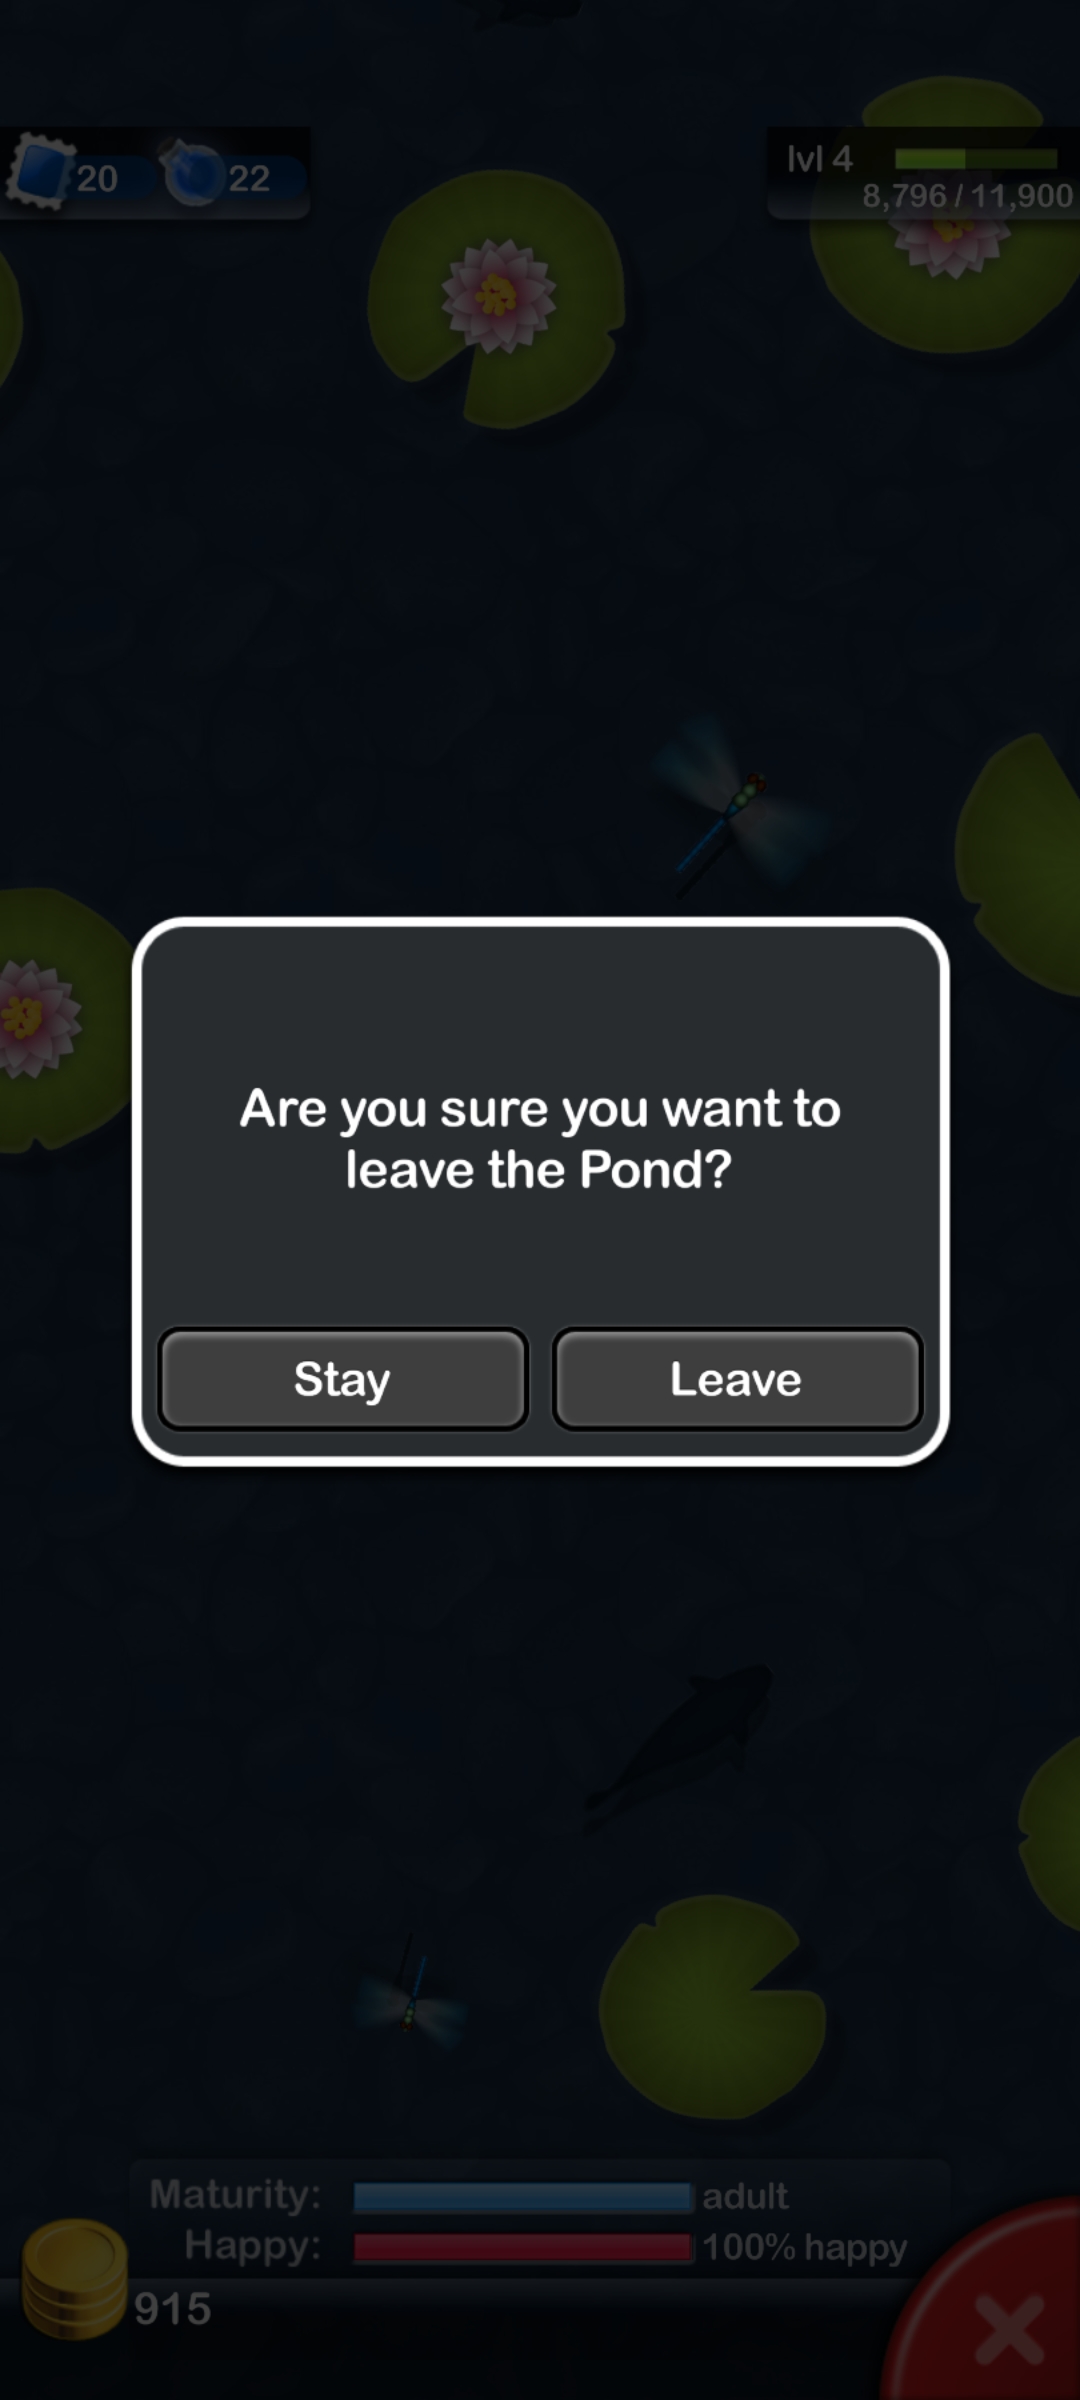 20
22
lvl 4
8,796 / 11,900
Are you sure you want to
leave the Pond?
Stay
Leave
Maturity:
adult
Happy:
100% happy
915